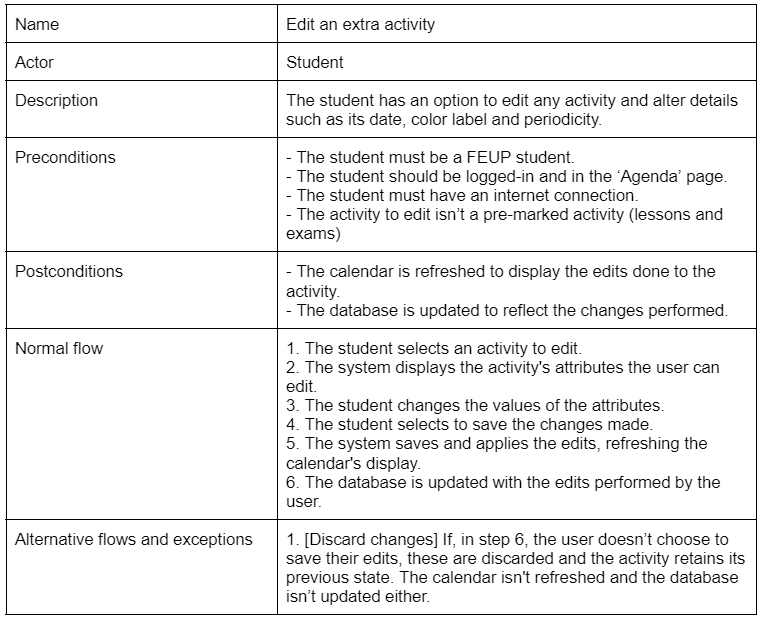 Name
Edit an extra activity
Actor
Student
Description
The student has an option to edit any activity and alter details
such as its date, color label and periodicity.
Preconditions
- The student must be a FEUP student.
- The student should be logged-in and in the ‘Agenda’ page.
- The student must have an internet connection.
- The activity to edit isn’t a pre-marked activity (lessons and
exams)
Postconditions
- The calendar is refreshed to display the edits done to the
activity.
- The database is updated to reflect the changes performed.
Normal flow
1. The student selects an activity to edit.
2. The system displays the activity's attributes the user can
edit.
3. The student changes the values of the attributes.
4. The student selects to save the changes made.
5. The system saves and applies the edits, refreshing the
calendar's display.
6. The database is updated with the edits performed by the
user.
Alternative flows and exceptions
1. [Discard changes] If, in step 6, the user doesn’t choose to
save their edits, these are discarded and the activity retains its
previous state. The calendar isn't refreshed and the database
isn’t updated either.